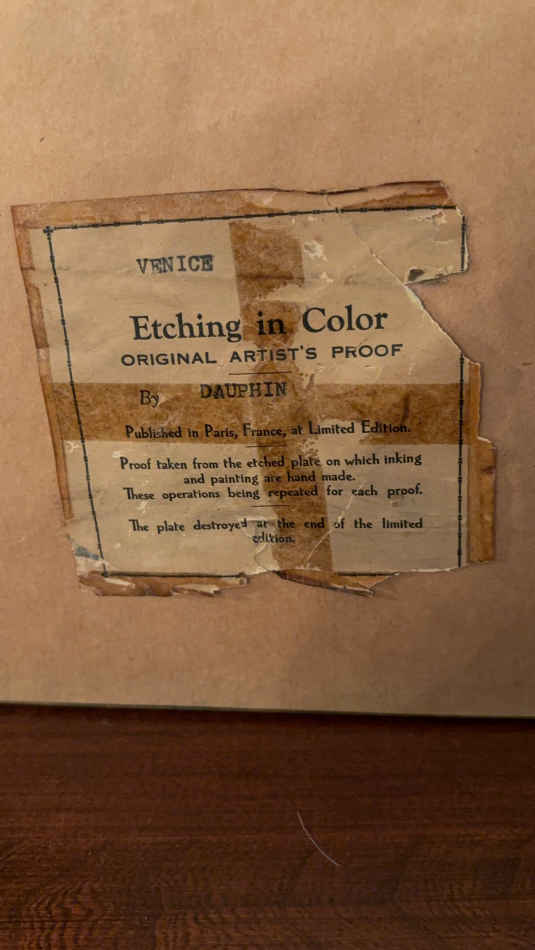 VENICE
Etching in Color
ORIGINAL ARTIST'S PROOF
By DAUPHIN
Published in Paris, France, at Limited Edition.
Proof taken from the etched plate on which inking
and painting are hand made.
These operations being repeated for each proof.
The plate destroyed at the end of the limited
edition.